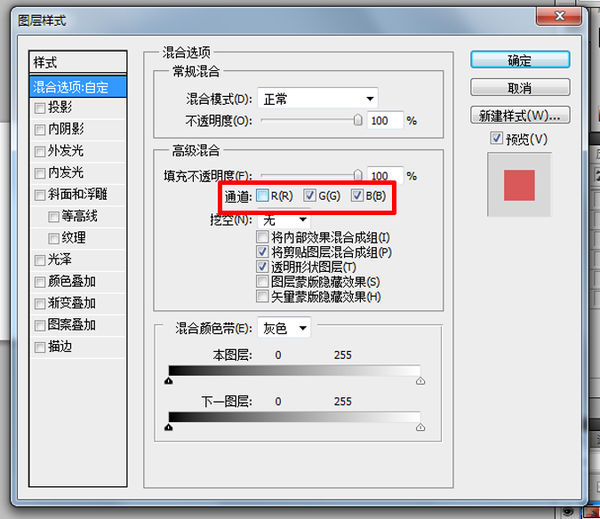 图层样式
样式
混合选项:自定
投影
内阴影
外发光
内发光
斜面和浮雕
等高线
纹理
光泽
颜色叠加
渐变叠加
图案叠加
描边
混合选项
常规混合
混合模式(D): 正常
不透明度(O): 100 %
高级混合
填充不透明度(F): 100 %
通道: R(R) G(G) B(B)
挖空(N): 无
将内部效果混合成组(I)
将剪贴图层混合成组(P)
透明形状图层(T)
图层蒙版隐藏效果(S)
矢量蒙版隐藏效果(H)
混合颜色带(E): 灰色
本图层: 0 255
下一图层: 0 255
确定
取消
新建样式(W)...
预览(V)